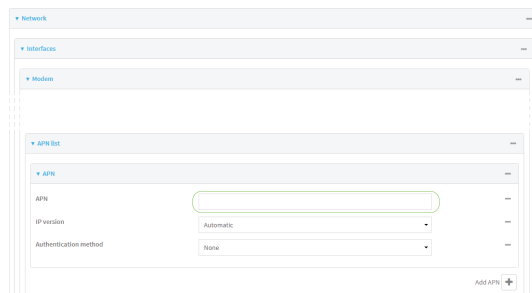 Network
Interfaces
Modem
APN list
APN
APN
IP version Automatic
Authentication method None
Add APN